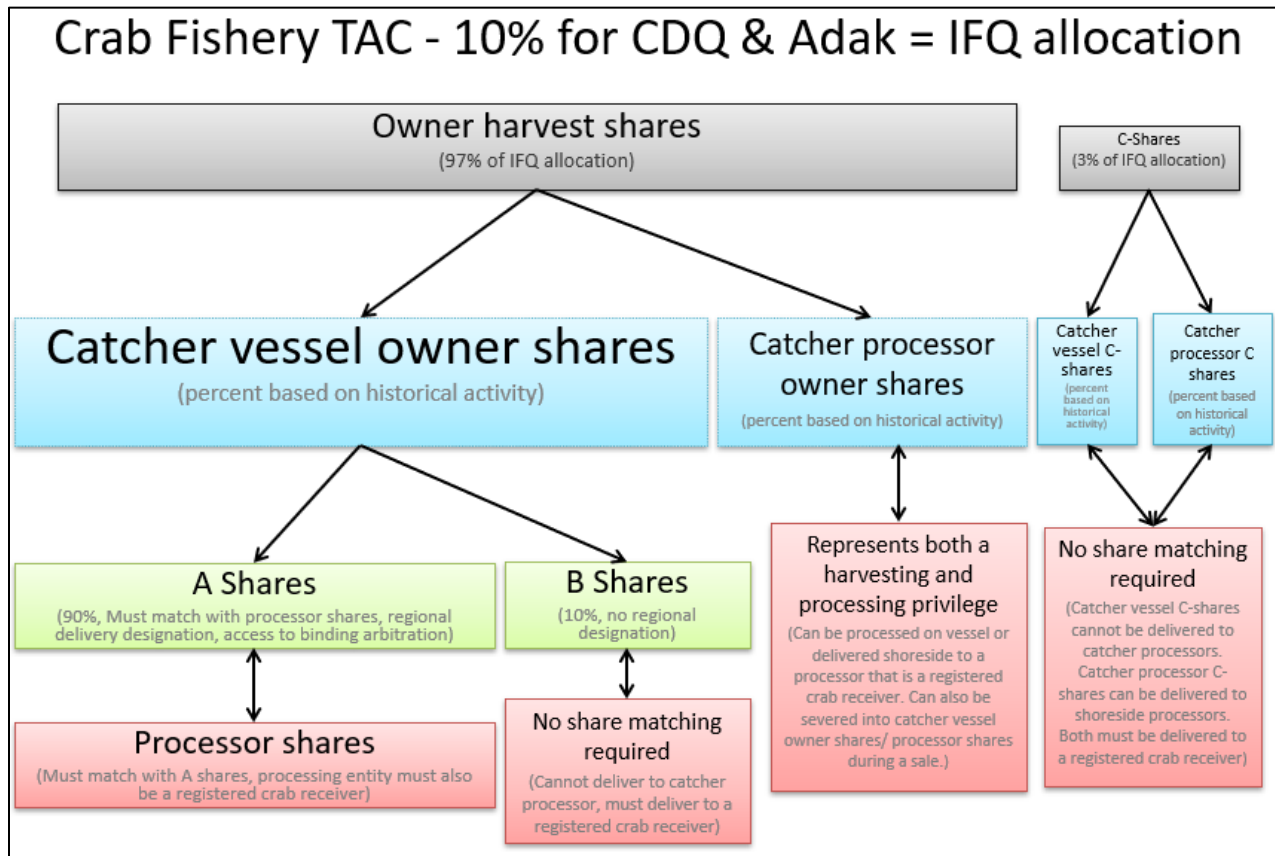 Crab Fishery TAC - 10% for CDQ & Adak = IFQ allocation
Owner harvest shares
(97% of IFQ allocation)
C-Shares
(3% of IFQ allocation)
Catcher vessel owner shares
(percent based on historical activity)
Catcher processor
owner shares
(percent based on historical activity)
Catcher
vessel C-
shares
(percent
based on
historical
activity)
Catcher
processor C
shares
(percent based
on historical
activity)
A Shares
(90%, Must match with processor shares, regional
delivery designation, access to binding arbitration)
B Shares
(10%, no regional
designation)
Represents both a
harvesting and
processing privilege
(Can be processed on vessel or
delivered shoreside to a
processor that is a registered
crab receiver. Can also be
severed into catcher vessel
owner shares/ processor shares
during a sale.)
No share matching
required
(Catcher vessel C-shares
cannot be delivered to
catcher processors.
Catcher processor C-
shares can be delivered to
shoreside processors.
Both must be delivered to
a registered crab receiver)
Processor shares
(Must match with A shares, processing entity must also
be a registered crab receiver)
No share matching
required
(Cannot deliver to catcher
processor, must deliver to a
registered crab receiver)